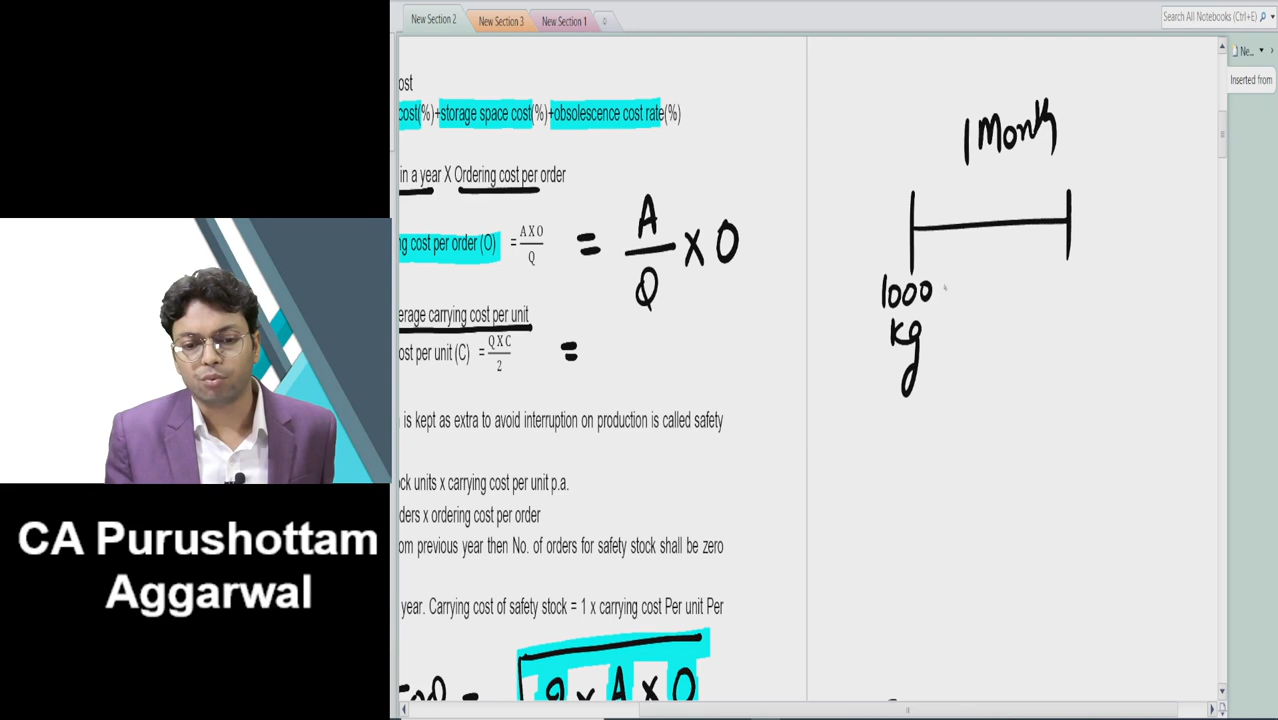 New Section 2
New Section 3
New Section 1
Search All Notebooks (Ctrl+E)
Ne...
Inserted from
ost
cost(%)+storage space cost(%)+obsolescence cost rate(%)
in a year X Ordering cost per order
ng cost per order (O) = A X O / Q = A / Q X O
erage carrying cost per unit
ost per unit (C) = Q X C / 2 =
is kept as extra to avoid interruption on production is called safety
ck units x carrying cost per unit p.a.
ders x ordering cost per order
om previous year then No. of orders for safety stock shall be zero
year. Carrying cost of safety stock = 1 x carrying cost Per unit Per
X A X O
1 Month
1000
kg
CA Purushottam
Aggarwal